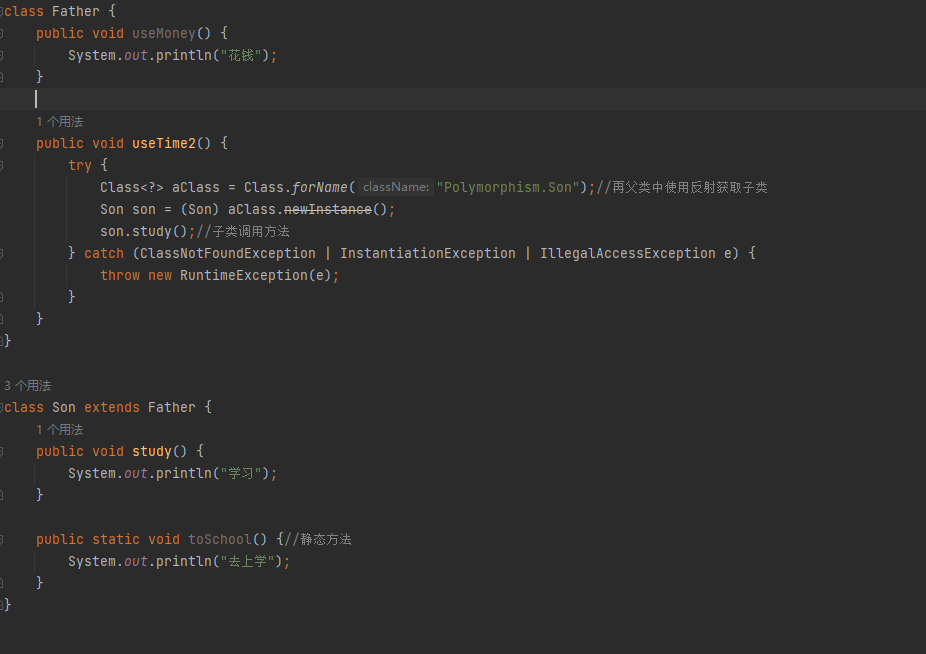 class Father {
public void useMoney() {
System.out.println("花钱");
}
1 个用法
public void useTime2() {
try {
Class<?> aClass = Class.forName( className: "Polymorphism.Son");//再父类中使用反射获取子类
Son son = (Son) aClass.newInstance();
son.study();//子类调用方法
} catch (ClassNotFoundException | InstantiationException | IllegalAccessException e) {
throw new RuntimeException(e);
}
}
}
3 个用法
class Son extends Father {
1 个用法
public void study() {
System.out.println("学习");
}
public static void toSchool() {//静态方法
System.out.println("去上学");
}
}